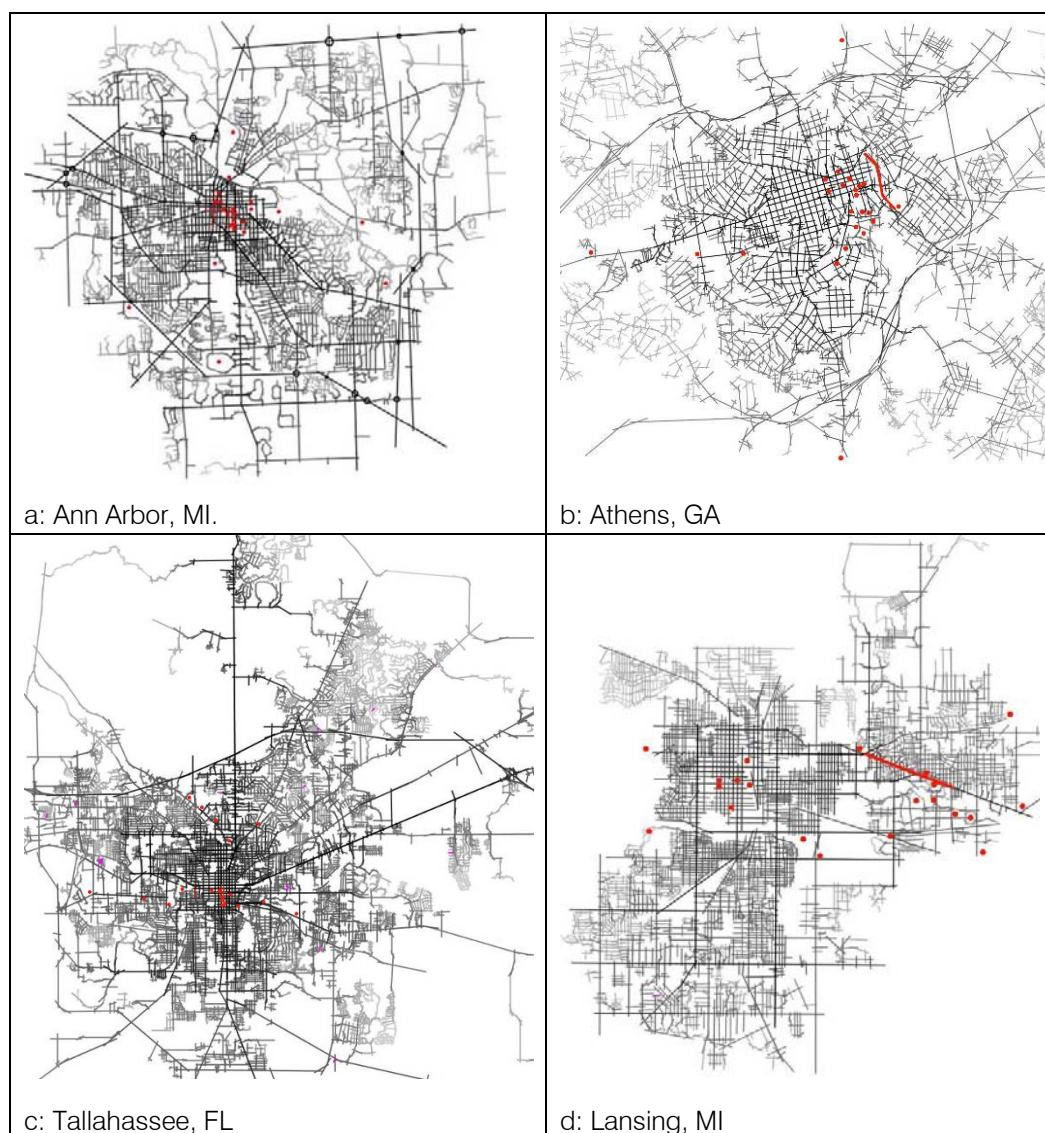 a: Ann Arbor, MI.
b: Athens, GA
c: Tallahassee, FL
d: Lansing, MI